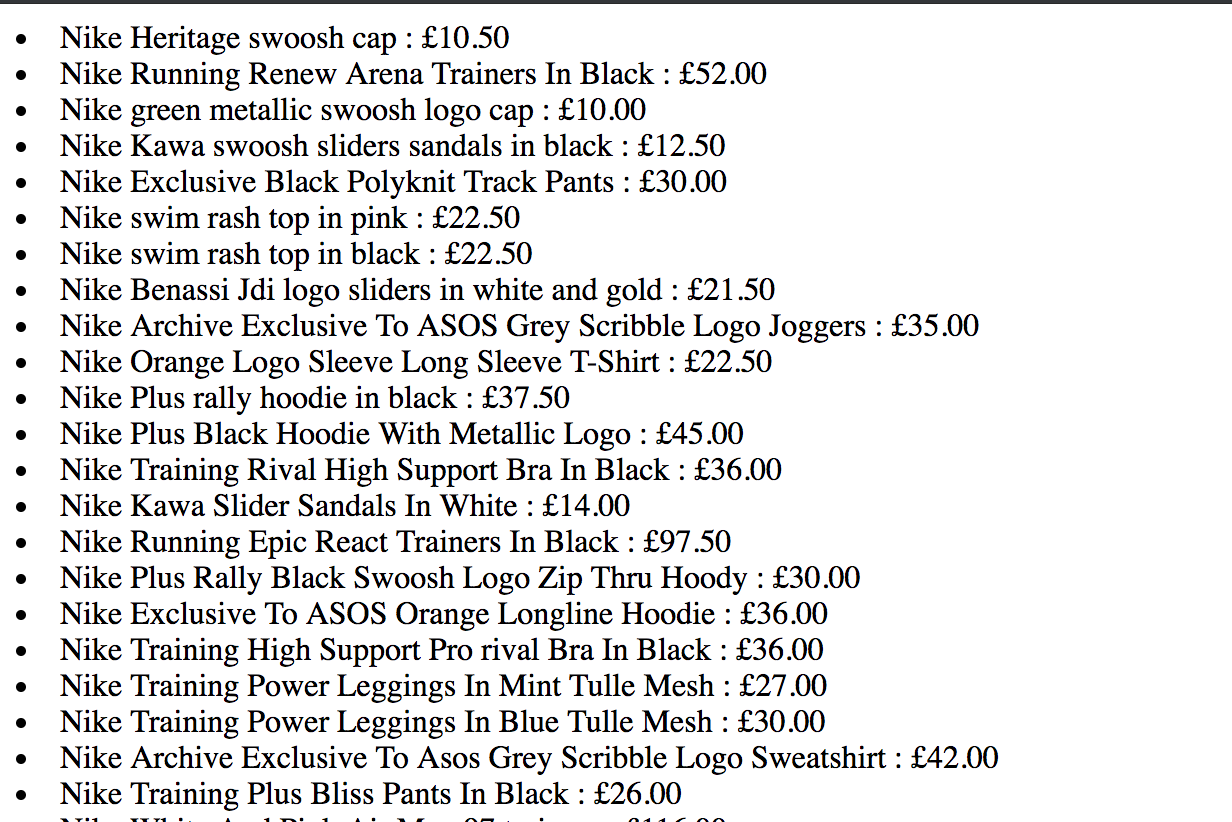 Nike Heritage swoosh cap : £10.50
Nike Running Renew Arena Trainers In Black : £52.00
Nike green metallic swoosh logo cap : £10.00
Nike Kawa swoosh sliders sandals in black : £12.50
Nike Exclusive Black Polyknit Track Pants : £30.00
Nike swim rash top in pink : £22.50
Nike swim rash top in black : £22.50
Nike Benassi Jdi logo sliders in white and gold : £21.50
Nike Archive Exclusive To ASOS Grey Scribble Logo Joggers : £35.00
Nike Orange Logo Sleeve Long Sleeve T-Shirt : £22.50
Nike Plus rally hoodie in black : £37.50
Nike Plus Black Hoodie With Metallic Logo : £45.00
Nike Training Rival High Support Bra In Black : £36.00
Nike Kawa Slider Sandals In White : £14.00
Nike Running Epic React Trainers In Black : £97.50
Nike Plus Rally Black Swoosh Logo Zip Thru Hoody : £30.00
Nike Exclusive To ASOS Orange Longline Hoodie : £36.00
Nike Training High Support Pro rival Bra In Black : £36.00
Nike Training Power Leggings In Mint Tulle Mesh : £27.00
Nike Training Power Leggings In Blue Tulle Mesh : £30.00
Nike Archive Exclusive To Asos Grey Scribble Logo Sweatshirt : £42.00
Nike Training Plus Bliss Pants In Black : £26.00